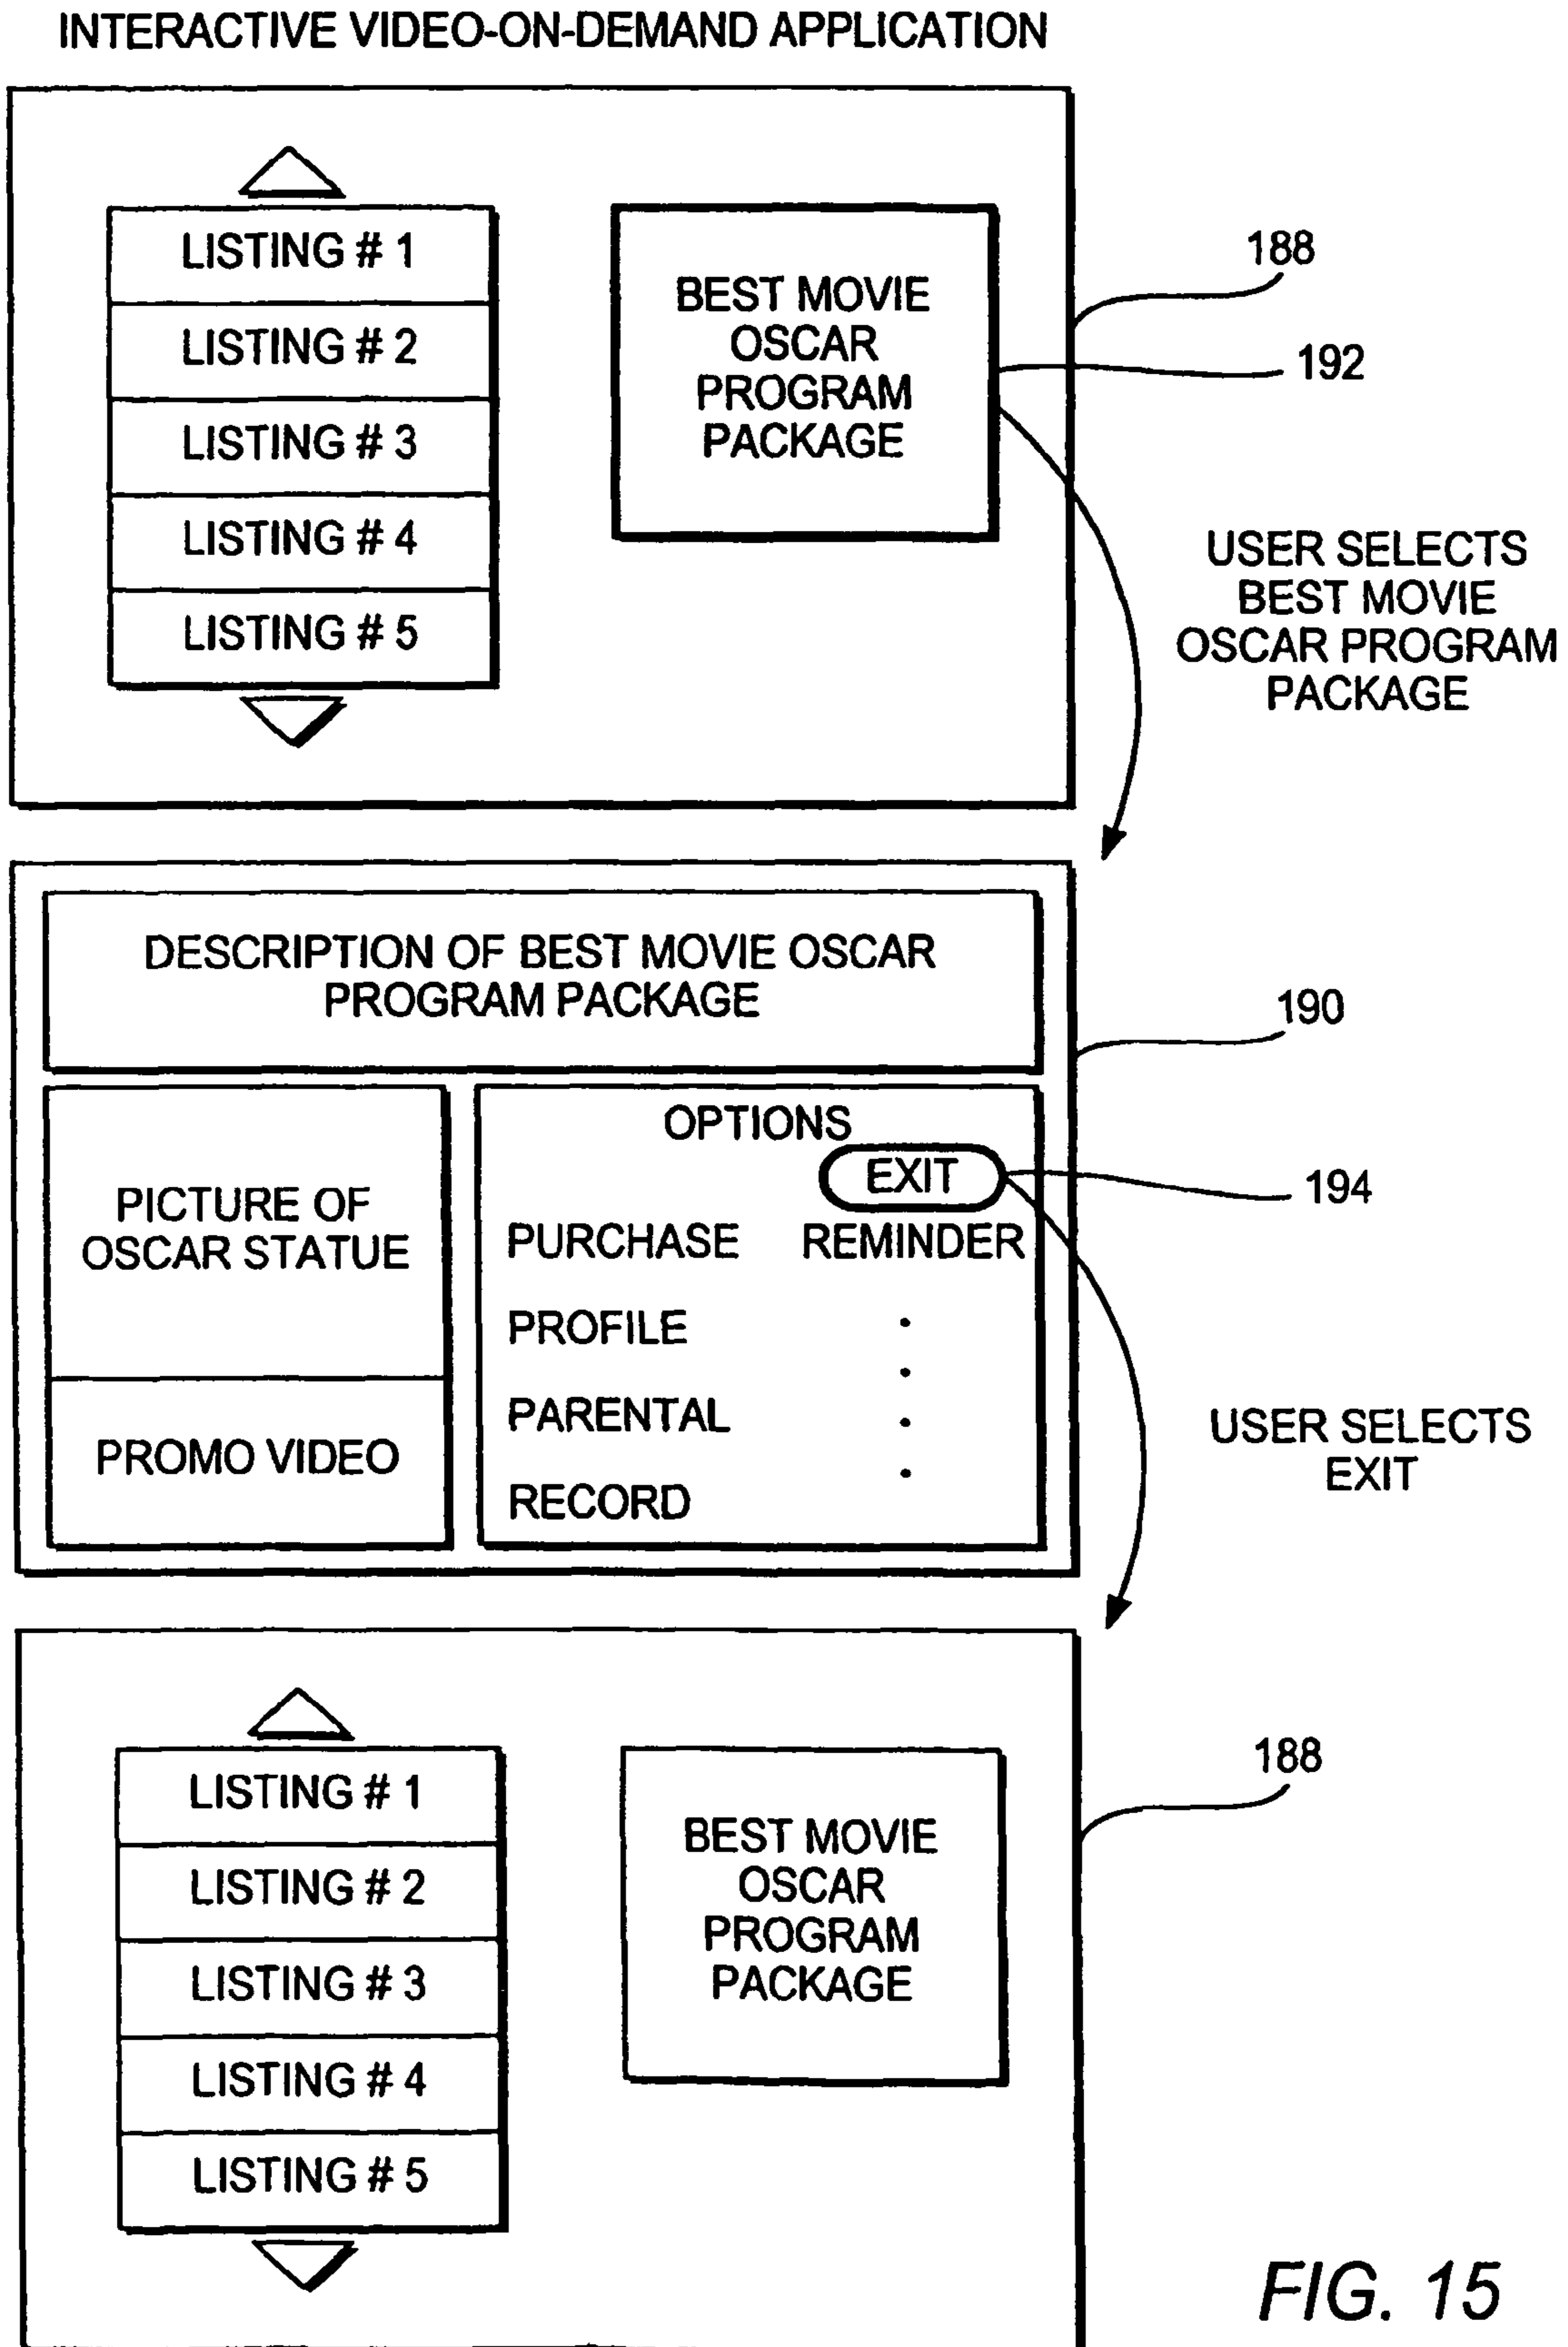 INTERACTIVE VIDEO-ON-DEMAND APPLICATION
LISTING # 1
LISTING # 2
LISTING # 3
LISTING # 4
LISTING # 5
BEST MOVIE
OSCAR
PROGRAM
PACKAGE
188
192
USER SELECTS
BEST MOVIE
OSCAR PROGRAM
PACKAGE
DESCRIPTION OF BEST MOVIE OSCAR
PROGRAM PACKAGE
190
PICTURE OF
OSCAR STATUE
PROMO VIDEO
OPTIONS
EXIT
194
PURCHASE REMINDER
PROFILE
PARENTAL
RECORD
USER SELECTS
EXIT
LISTING # 1
LISTING # 2
LISTING # 3
LISTING # 4
LISTING # 5
BEST MOVIE
OSCAR
PROGRAM
PACKAGE
188
FIG. 15